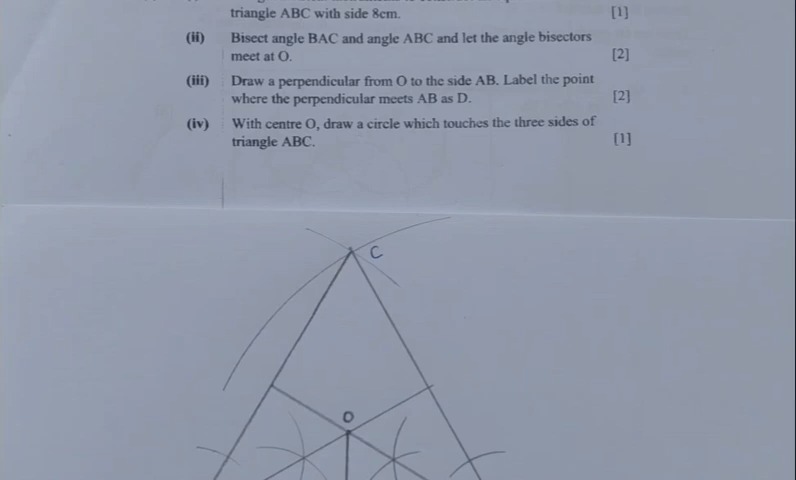 triangle ABC with side 8cm. [1]
(ii) Bisect angle BAC and angle ABC and let the angle bisectors
meet at O. [2]
(iii) Draw a perpendicular from O to the side AB. Label the point
where the perpendicular meets AB as D. [2]
(iv) With centre O, draw a circle which touches the three sides of
triangle ABC. [1]
C
O